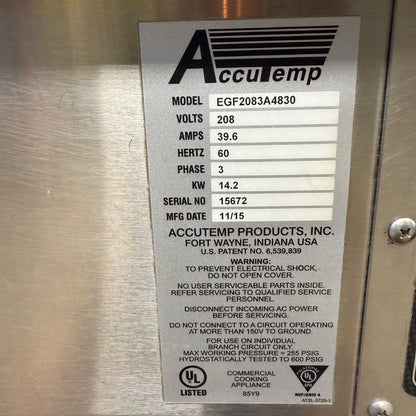 AccuTemp
MODEL EGF2083A4830
VOLTS 208
AMPS 39.6
HERTZ 60
PHASE 3
KW 14.2
SERIAL NO 15672
MFG DATE 11/15
ACCUTEMP PRODUCTS, INC.
FORT WAYNE, INDIANA USA
U.S. PATENT NO. 6,539,839
WARNING:
TO PREVENT ELECTRICAL SHOCK,
DO NOT OPEN COVER.
NO USER SERVICEABLE PARTS INSIDE.
REFER SERVICING TO QUALIFIED SERVICE
PERSONNEL.
DISCONNECT INCOMING AC POWER
BEFORE SERVICING.
DO NOT CONNECT TO A CIRCUIT OPERATING
AT MORE THAN 150V TO GROUND.
FOR USE ON INDIVIDUAL
BRANCH CIRCUIT ONLY.
MAX WORKING PRESSURE = 255 PSIG
HYDROSTATICALLY TESTED TO 600 PSIG
UL
LISTED
COMMERCIAL
COOKING
APPLIANCE
85Y9
NSF/ANSI 4
AT2L-3720-1